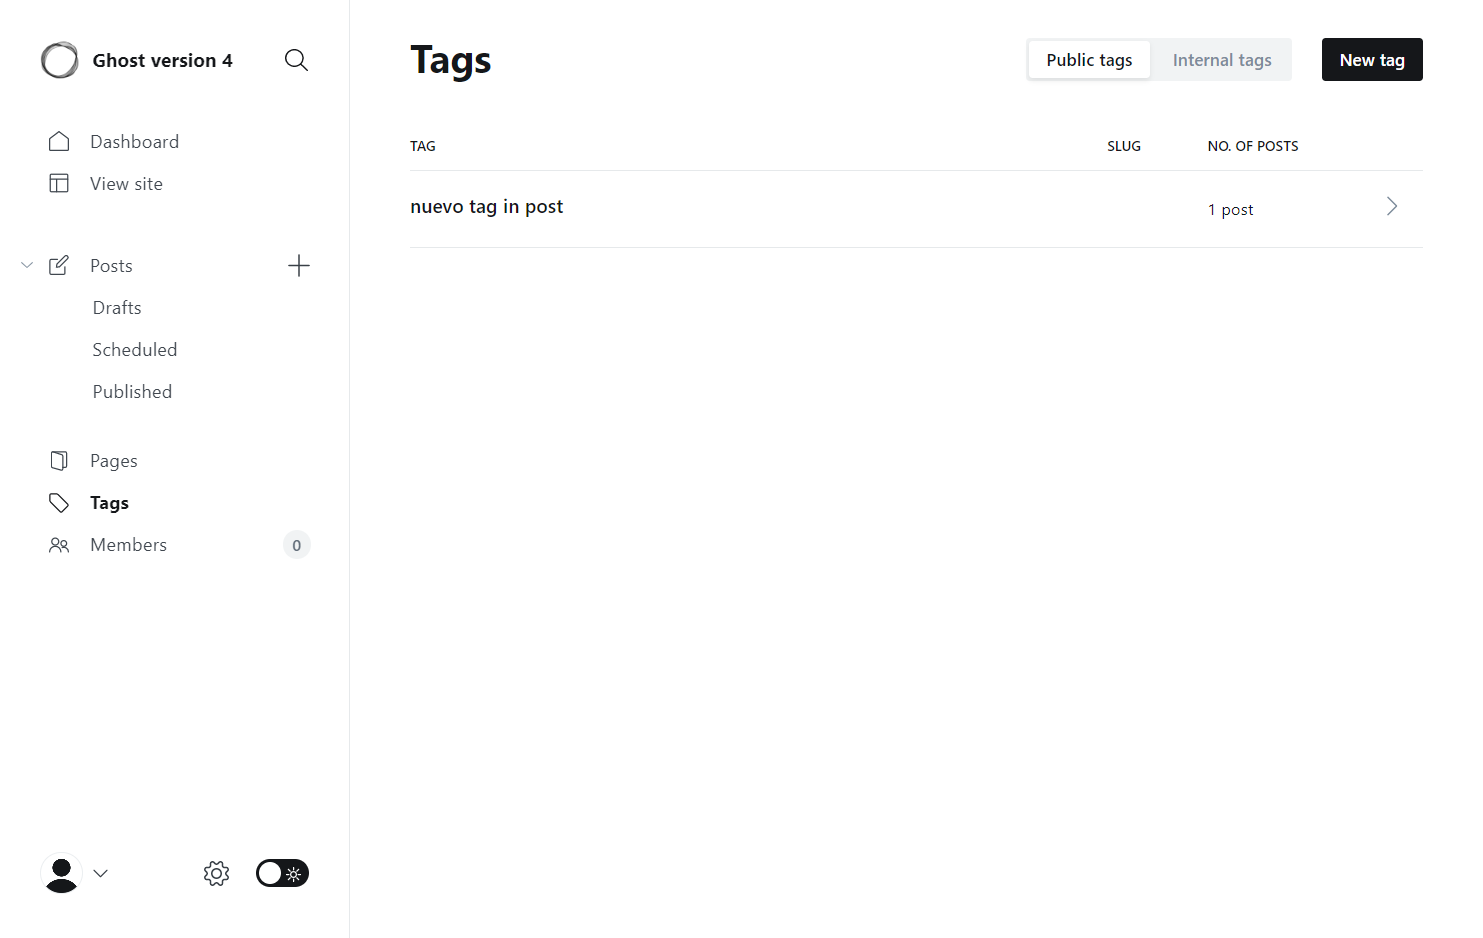 Ghost version 4
Dashboard
View site
Posts
Drafts
Scheduled
Published
Pages
Tags
Members 0
Tags
Public tags Internal tags New tag
TAG SLUG NO. OF POSTS
nuevo tag in post 1 post